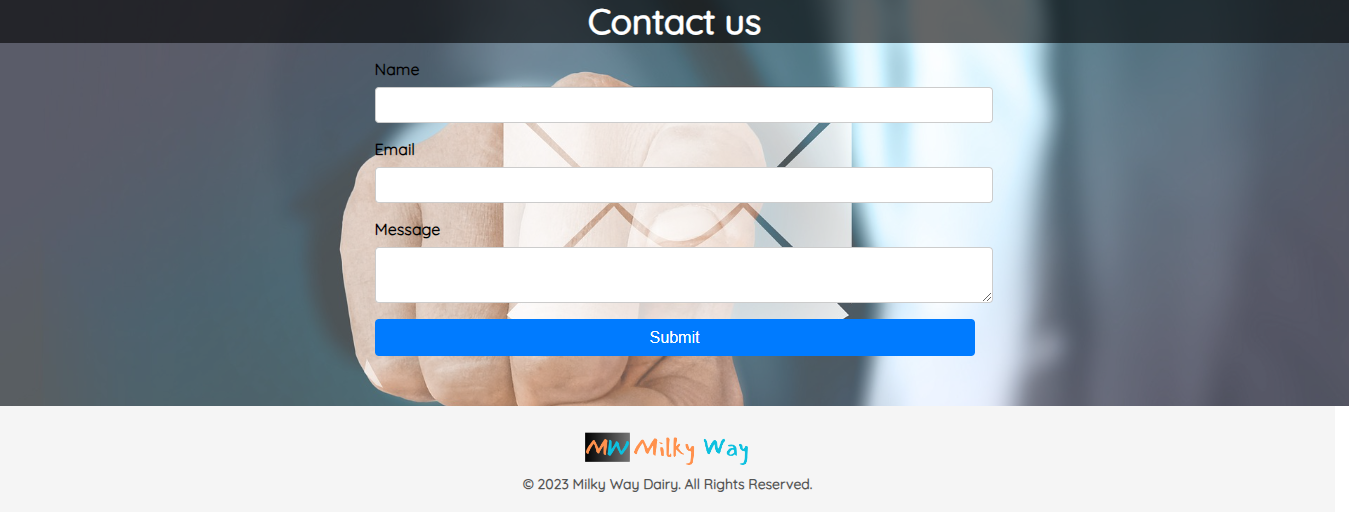 Contact us
Name
Email
Message
Submit
MW Milky Way
© 2023 Milky Way Dairy. All Rights Reserved.